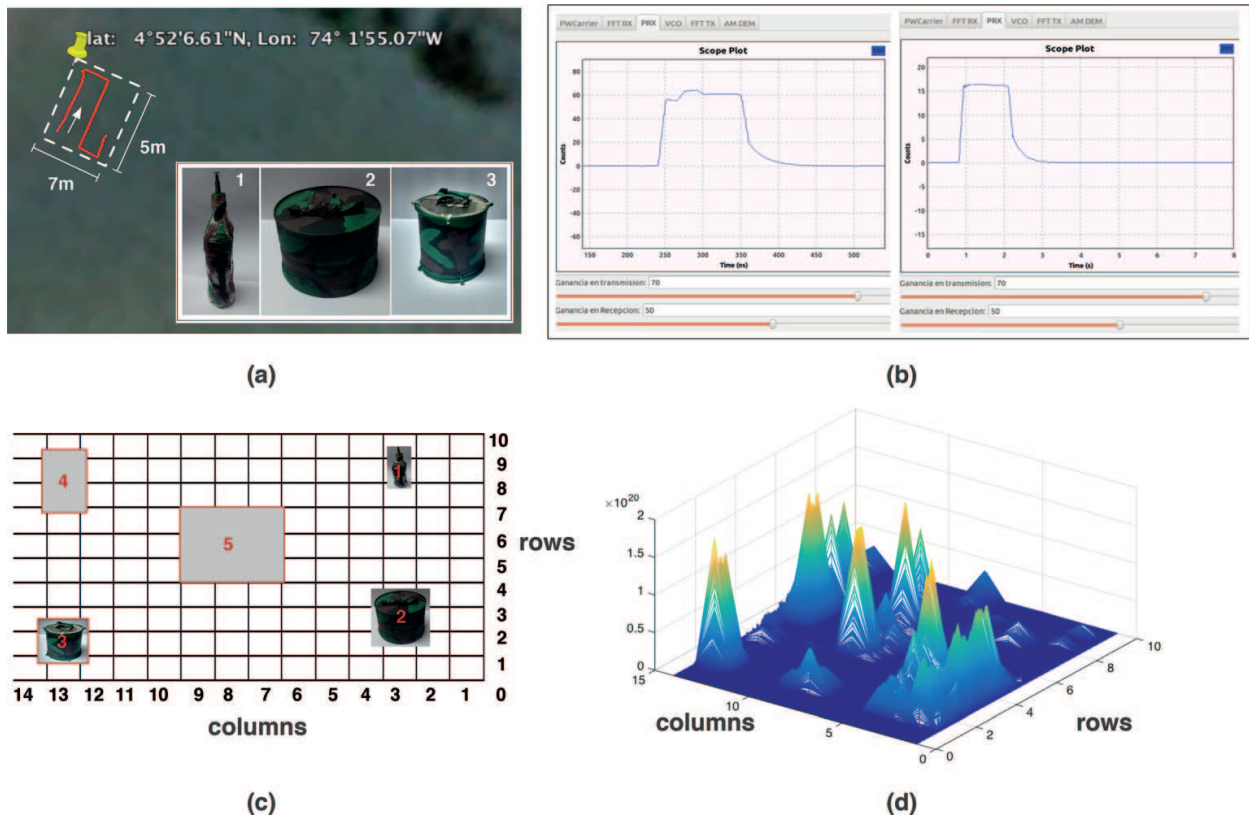 lat: 4°52'6.61"N, Lon: 74° 1'55.07"W
5m
7m
1 2 3
(a)
PWCarrier FFT RX PRX VCO FFT TX AM DEM
Scope Plot
80
60
40
20
0
-20
-40
-60
Counts
150 200 250 300 350 400 450 500
Time (ns)
Ganancia en transmision: 70
Ganancia en Recepcion: 50
PWCarrier FFT RX PRX VCO FFT TX AM DEM
Scope Plot
20
15
10
5
0
-5
-10
-15
Counts
0 1 2 3 4 5 6 7 8
Time (s)
Ganancia en transmision: 70
Ganancia en Recepcion: 50
(b)
10
9
8
7
6
5
4
3
2
1
0
rows
4
1
5
2
3
14 13 12 11 10 9 8 7 6 5 4 3 2 1
columns
(c)
×10^20
2
1.5
1
0.5
0
15
10
5
0
columns
0
2
4
6
8
10
rows
(d)